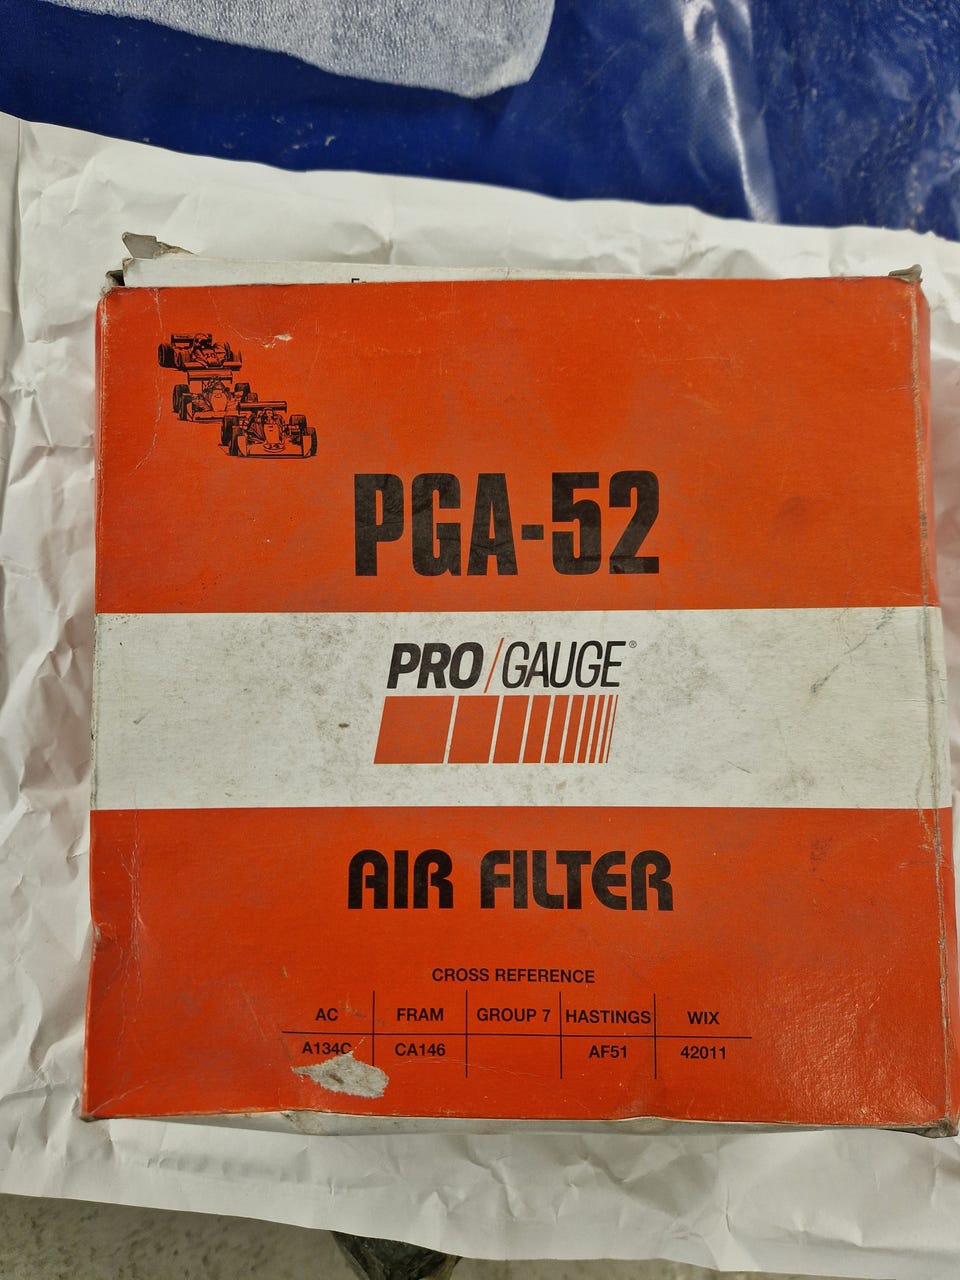 PGA-52
PRO/GAUGE®
AIR FILTER
CROSS REFERENCE
AC FRAM GROUP 7 HASTINGS WIX
A134C CA146 AF51 42011